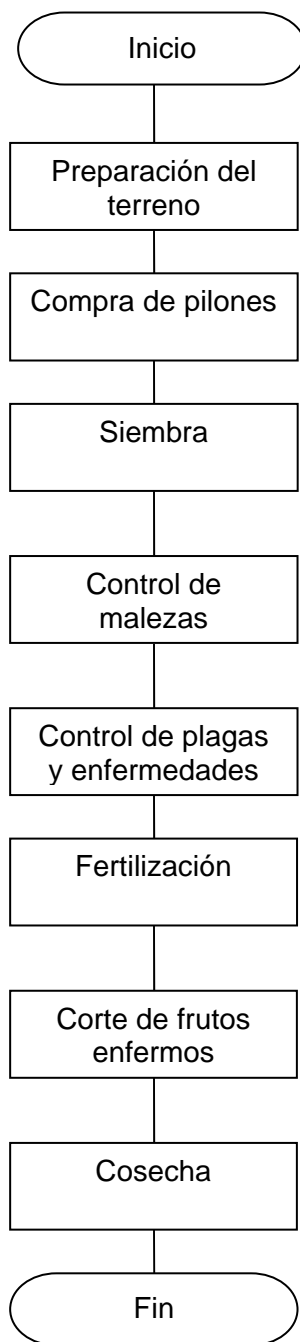 Inicio
Preparación del
terreno
Compra de pilones
Siembra
Control de
malezas
Control de plagas
y enfermedades
Fertilización
Corte de frutos
enfermos
Cosecha
Fin